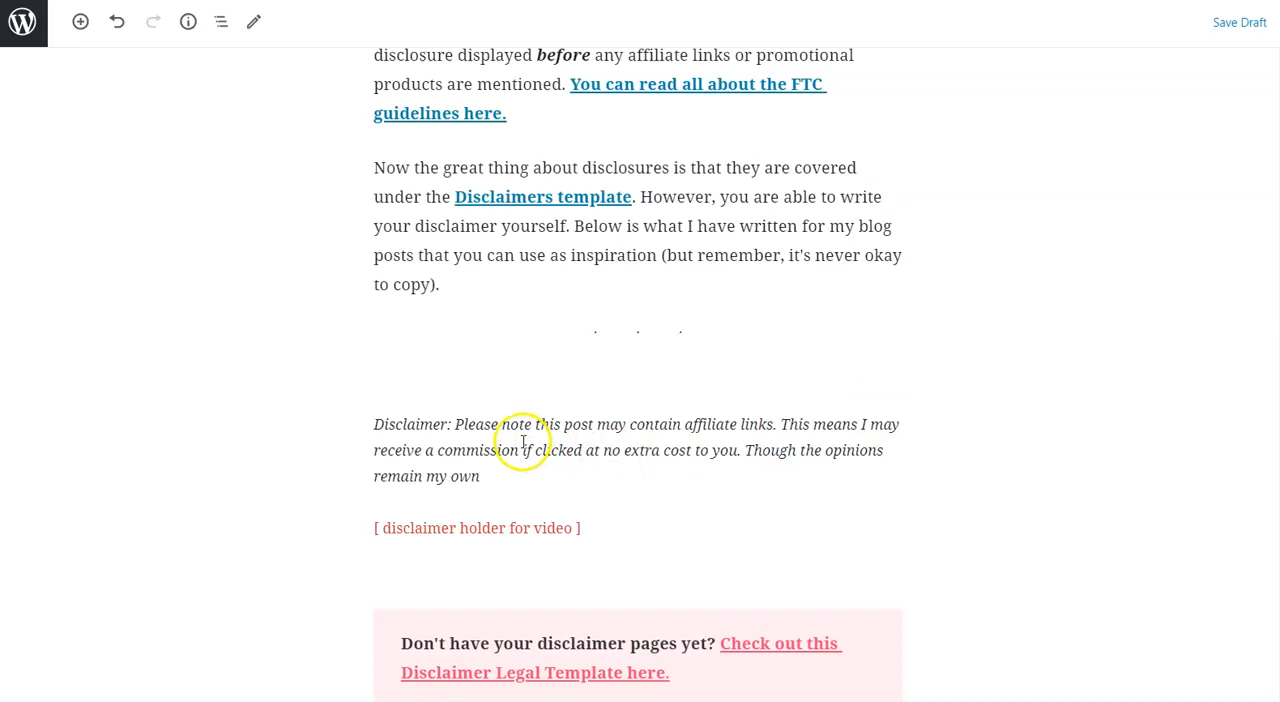 Save Draft
disclosure displayed before any affiliate links or promotional
products are mentioned. You can read all about the FTC
guidelines here.
Now the great thing about disclosures is that they are covered
under the Disclaimers template. However, you are able to write
your disclaimer yourself. Below is what I have written for my blog
posts that you can use as inspiration (but remember, it's never okay
to copy).
. . .
Disclaimer: Please note this post may contain affiliate links. This means I may
receive a commission if clicked at no extra cost to you. Though the opinions
remain my own
[ disclaimer holder for video ]
Don't have your disclaimer pages yet? Check out this
Disclaimer Legal Template here.